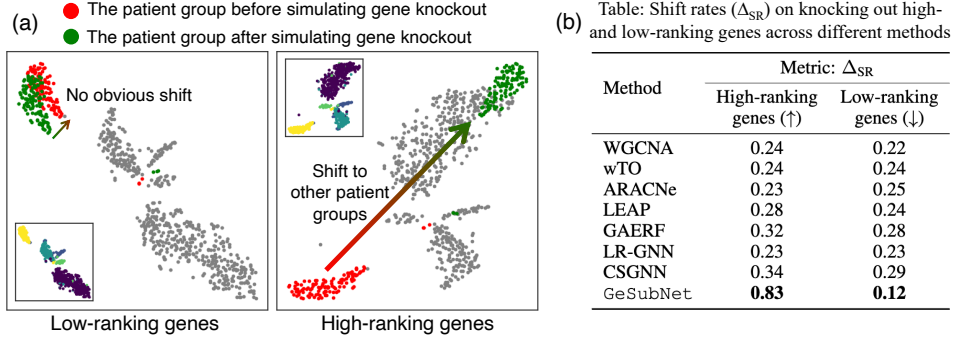 (a)
The patient group before simulating gene knockout
The patient group after simulating gene knockout
No obvious shift
Low-ranking genes
Shift to
other patient
groups
High-ranking genes
(b)
Table: Shift rates (Δ_SR) on knocking out high-
and low-ranking genes across different methods
Method
Metric: Δ_SR
High-ranking Low-ranking
genes (↑) genes (↓)
WGCNA 0.24 0.22
wTO 0.24 0.24
ARACNe 0.23 0.25
LEAP 0.28 0.24
GAERF 0.32 0.28
LR-GNN 0.23 0.23
CSGNN 0.34 0.29
GeSubNet 0.83 0.12